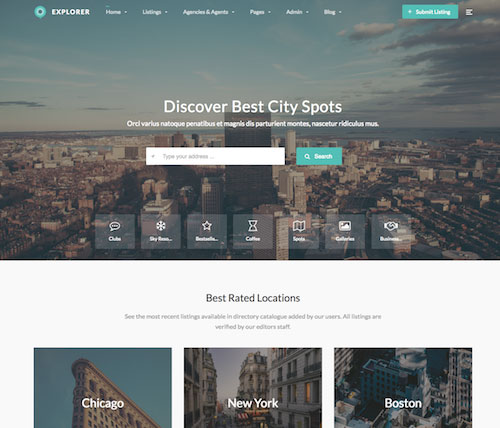 EXPLORER
Home Listings Agencies & Agents Pages Admin Blog
+ Submit Listing
Discover Best City Spots
Orci varius natoque penatibus et magnis dis parturient montes, nascetur ridiculus mus.
Type your address ...
Search
Clubs
Sky Reso...
Bestselle...
Coffee
Spots
Galleries
Business...
Best Rated Locations
See the most recent listings available in directory catalogue added by our users. All listings are
verified by our editors staff.
Chicago
New York
Boston